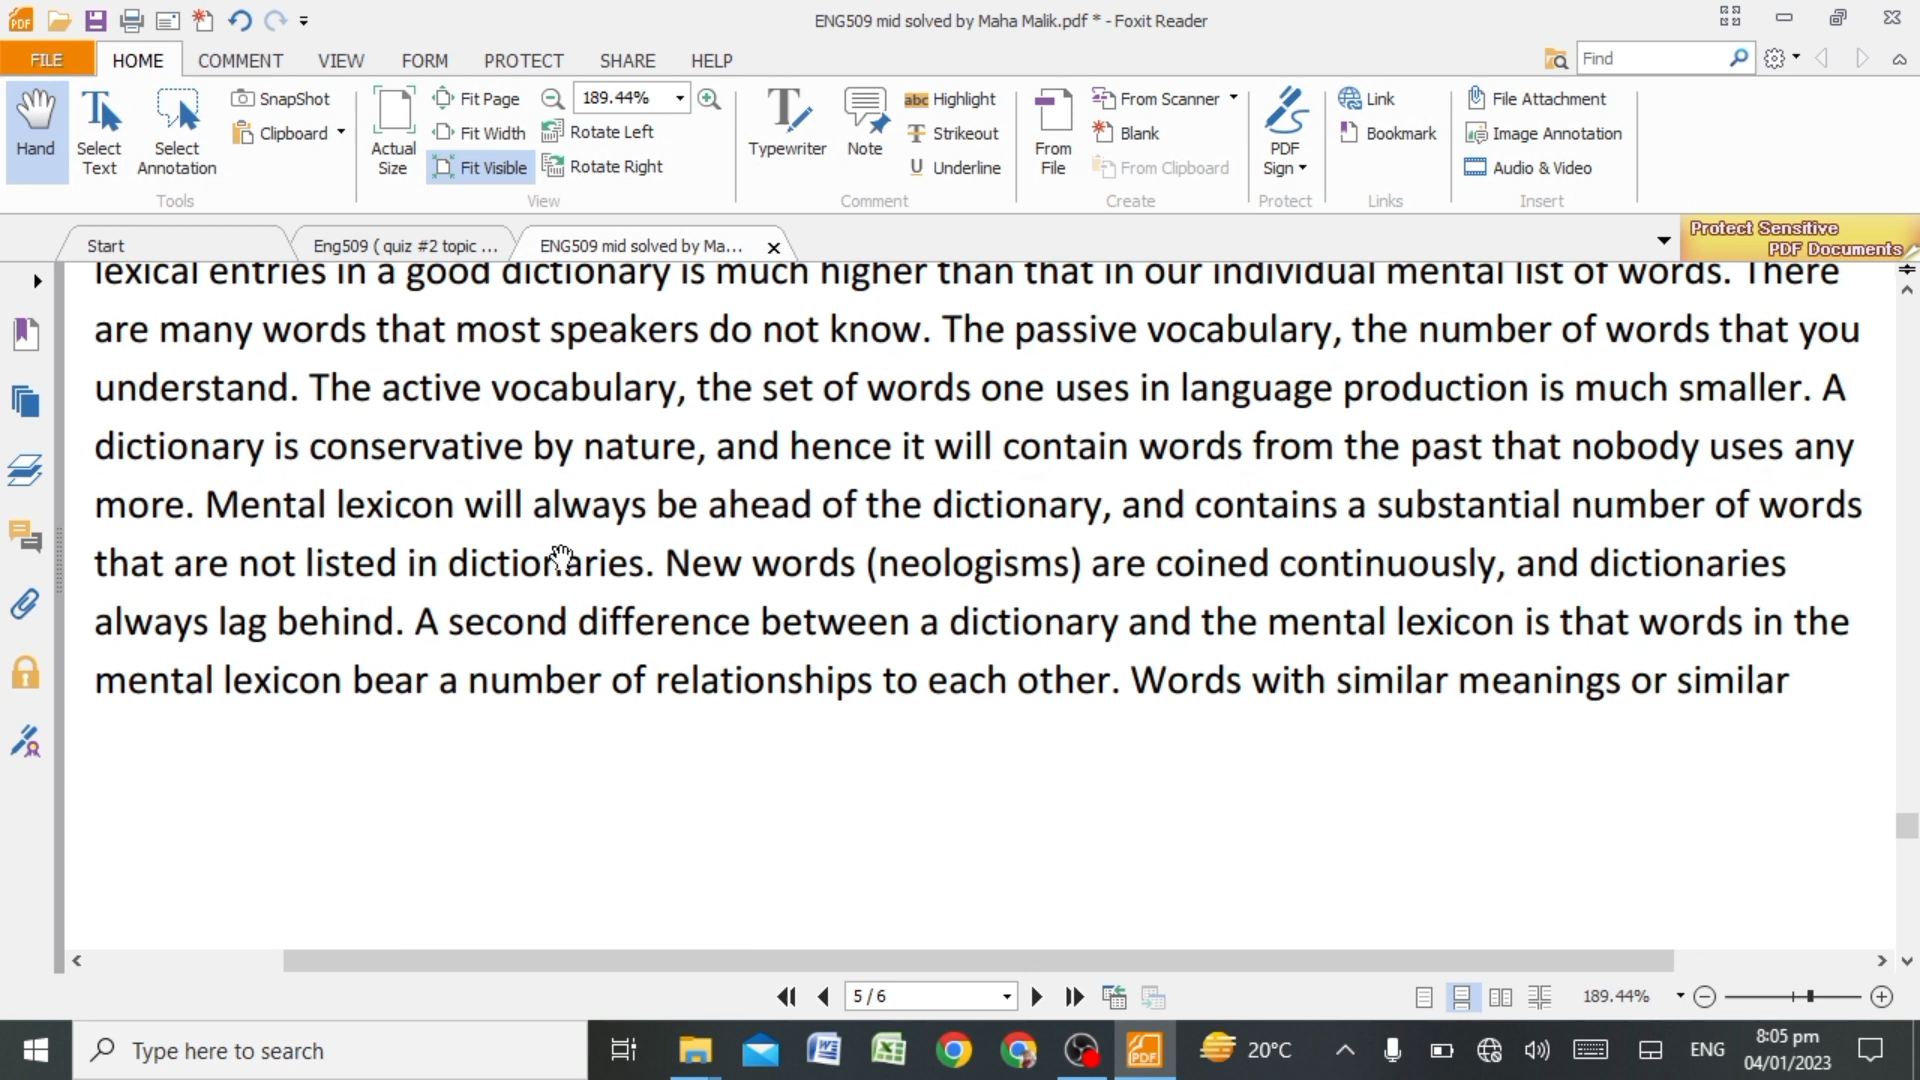 ENG509 mid solved by Maha Malik.pdf * - Foxit Reader
FILE HOME COMMENT VIEW FORM PROTECT SHARE HELP
Find
Hand
Select Text
Select Annotation
SnapShot
Clipboard
Tools
Actual Size
Fit Page
Fit Width
Fit Visible
189.44%
Rotate Left
Rotate Right
View
Typewriter
Note
abc Highlight
Strikeout
Underline
Comment
From File
From Scanner
Blank
From Clipboard
Create
PDF Sign
Protect
Link
Bookmark
Links
File Attachment
Image Annotation
Audio & Video
Insert
Start
Eng509 ( quiz #2 topic ...
ENG509 mid solved by Ma...
Protect Sensitive
PDF Documents
lexical entries in a good dictionary is much higher than that in our individual mental list of words. There
are many words that most speakers do not know. The passive vocabulary, the number of words that you
understand. The active vocabulary, the set of words one uses in language production is much smaller. A
dictionary is conservative by nature, and hence it will contain words from the past that nobody uses any
more. Mental lexicon will always be ahead of the dictionary, and contains a substantial number of words
that are not listed in dictionaries. New words (neologisms) are coined continuously, and dictionaries
always lag behind. A second difference between a dictionary and the mental lexicon is that words in the
mental lexicon bear a number of relationships to each other. Words with similar meanings or similar
5 / 6
189.44%
Type here to search
20°C
ENG
8:05 pm
04/01/2023